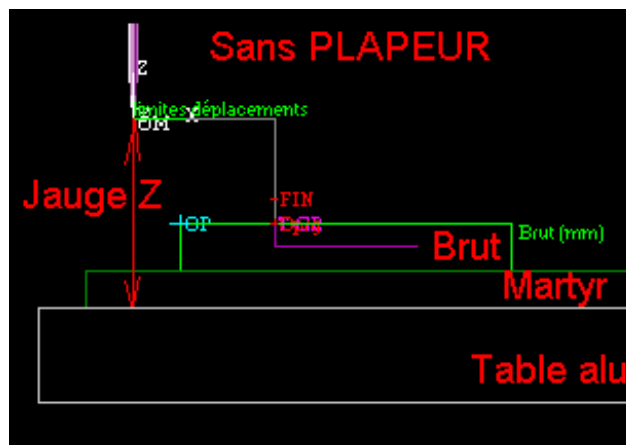 Sans PLAPEUR
Z
limites déplacements
OM
X
Jauge Z
FIN
OP
Brut (mm)
Brut
Martyr
Table alu